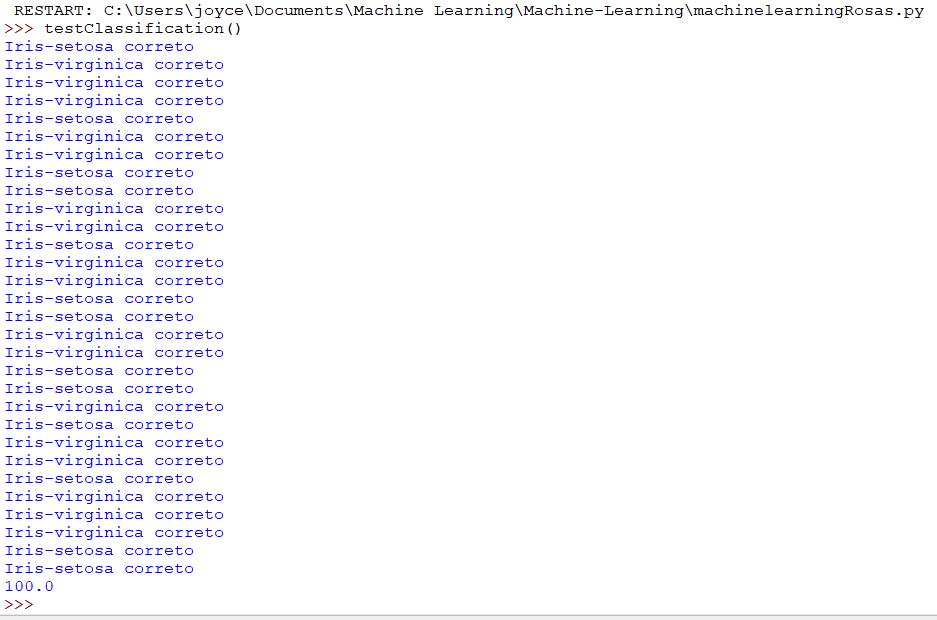 RESTART: C:\Users\joyce\Documents\Machine Learning\Machine-Learning\machinelearningRosas.py
>>> testClassification()
Iris-setosa correto
Iris-virginica correto
Iris-virginica correto
Iris-virginica correto
Iris-setosa correto
Iris-virginica correto
Iris-virginica correto
Iris-setosa correto
Iris-setosa correto
Iris-virginica correto
Iris-virginica correto
Iris-setosa correto
Iris-virginica correto
Iris-virginica correto
Iris-setosa correto
Iris-setosa correto
Iris-virginica correto
Iris-virginica correto
Iris-setosa correto
Iris-setosa correto
Iris-virginica correto
Iris-setosa correto
Iris-virginica correto
Iris-virginica correto
Iris-setosa correto
Iris-virginica correto
Iris-virginica correto
Iris-virginica correto
Iris-setosa correto
Iris-setosa correto
100.0
>>>